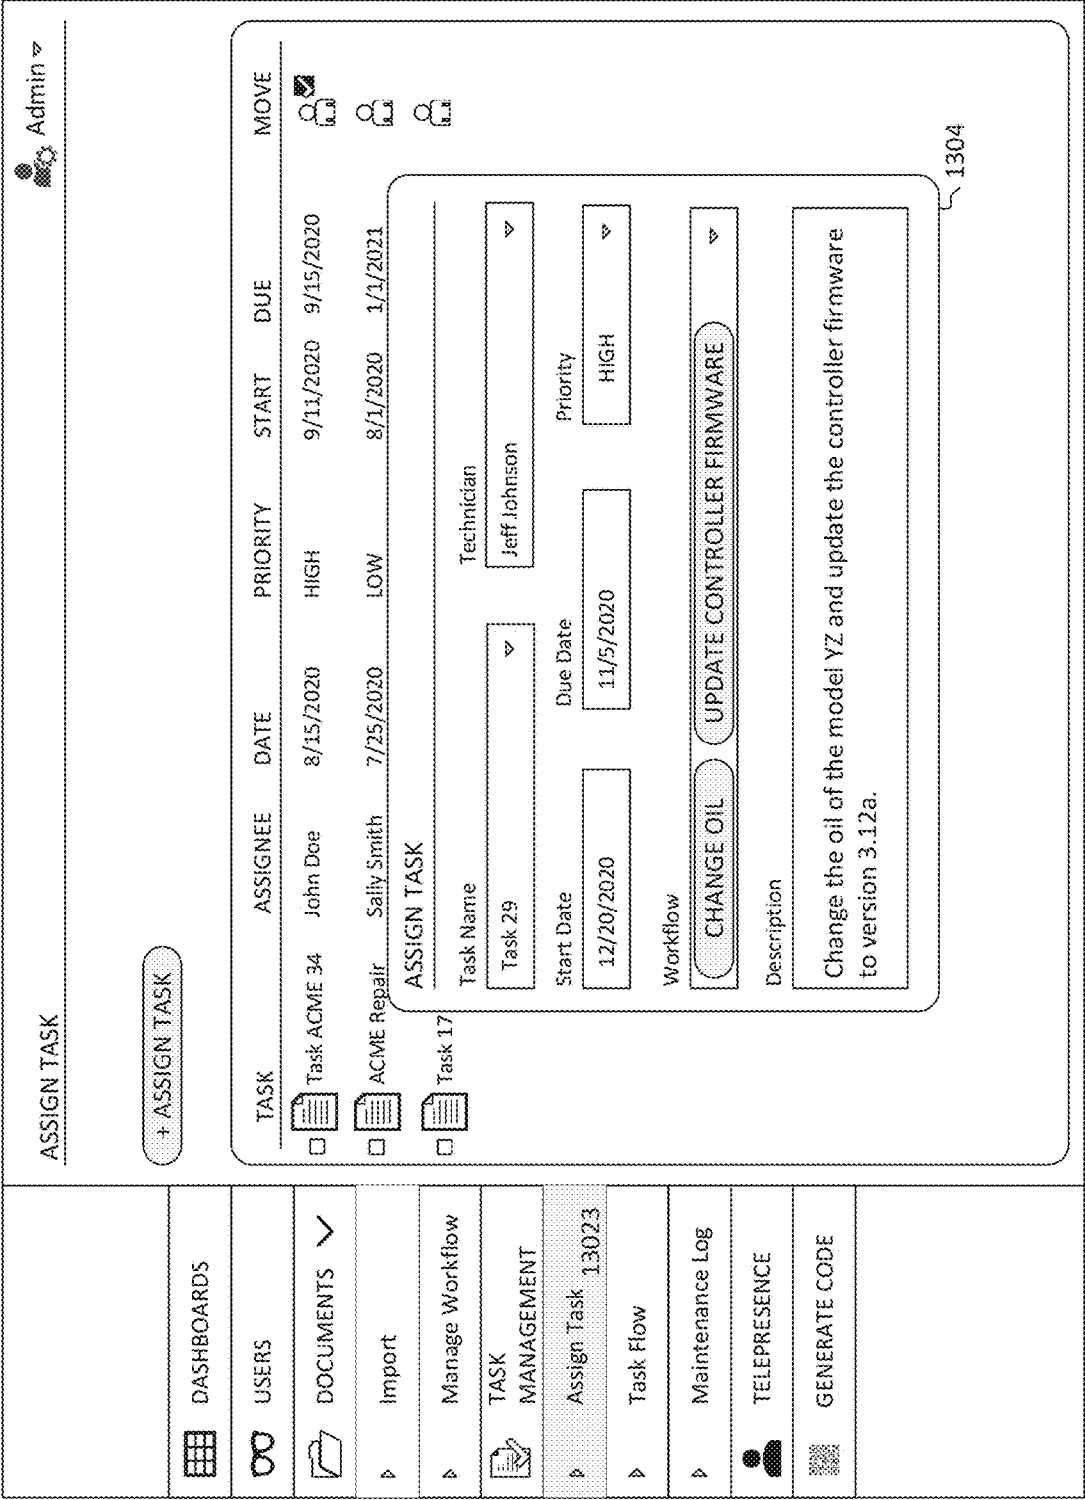 ASSIGN TASK
Admin
+ ASSIGN TASK
DASHBOARDS
USERS
DOCUMENTS
Import
Manage Workflow
TASK
MANAGEMENT
Assign Task
13023
Task Flow
Maintenance Log
TELEPRESENCE
GENERATE CODE
TASK ASSIGNEE DATE PRIORITY START DUE MOVE
Task ACME 34 John Doe 8/15/2020 HIGH 9/11/2020 9/15/2020
ACME Repair Sally Smith 7/25/2020 LOW 8/1/2020 1/1/2021
Task 17
ASSIGN TASK
Task Name Technician
Task 29 Jeff Johnson
Start Date Due Date Priority
12/20/2020 11/5/2020 HIGH
Workflow
CHANGE OIL UPDATE CONTROLLER FIRMWARE
Description
Change the oil of the model YZ and update the controller firmware
to version 3.12a.
1304